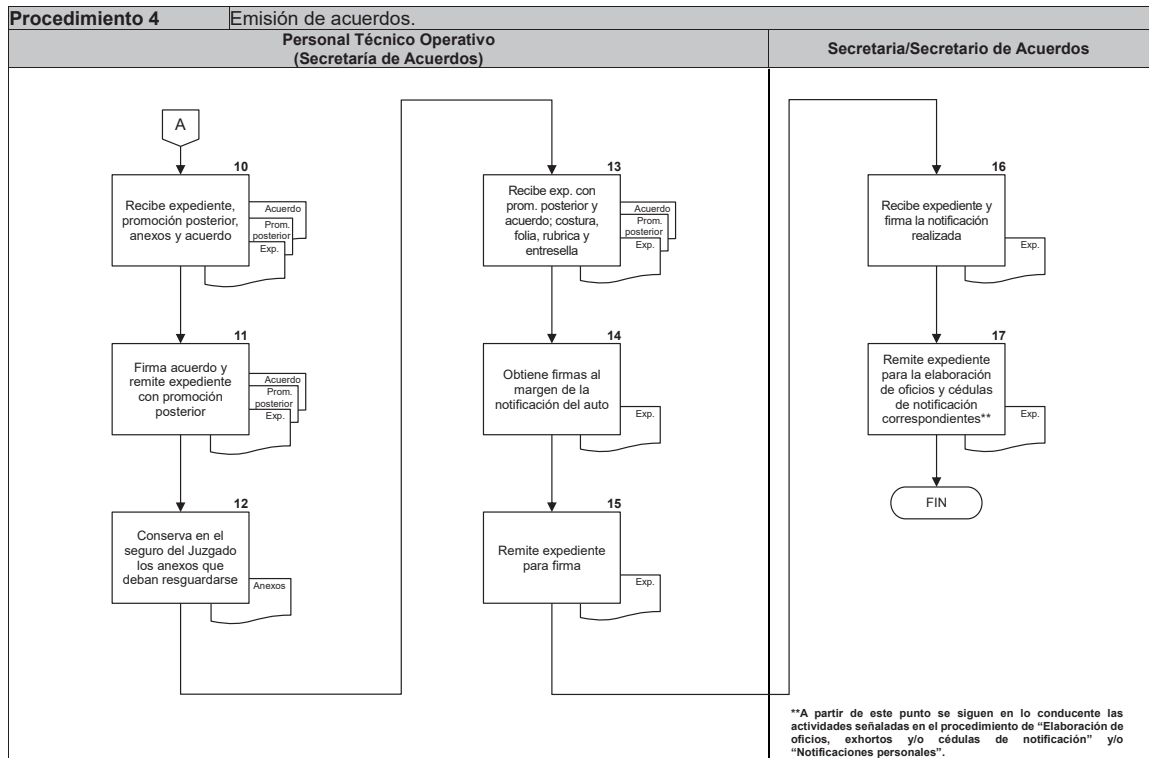 Procedimiento 4 Emisión de acuerdos.
Personal Técnico Operativo
(Secretaría de Acuerdos)
Secretaria/Secretario de Acuerdos
A
10
Recibe expediente,
promoción posterior,
anexos y acuerdo
Acuerdo
Prom.
posterior
Exp.
11
Firma acuerdo y
remite expediente
con promoción
posterior
Acuerdo
Prom.
posterior
Exp.
12
Conserva en el
seguro del Juzgado
los anexos que
deban resguardarse
Anexos
13
Recibe exp. con
prom. posterior y
acuerdo; costura,
folia, rubrica y
entresella
Acuerdo
Prom.
posterior
Exp.
14
Obtiene firmas al
margen de la
notificación del auto
Exp.
15
Remite expediente
para firma
Exp.
16
Recibe expediente y
firma la notificación
realizada
Exp.
17
Remite expediente
para la elaboración
de oficios y cédulas
de notificación
correspondientes**
Exp.
FIN
**A partir de este punto se siguen en lo conducente las
actividades señaladas en el procedimiento de “Elaboración de
oficios, exhortos y/o cédulas de notificación” y/o
“Notificaciones personales”.